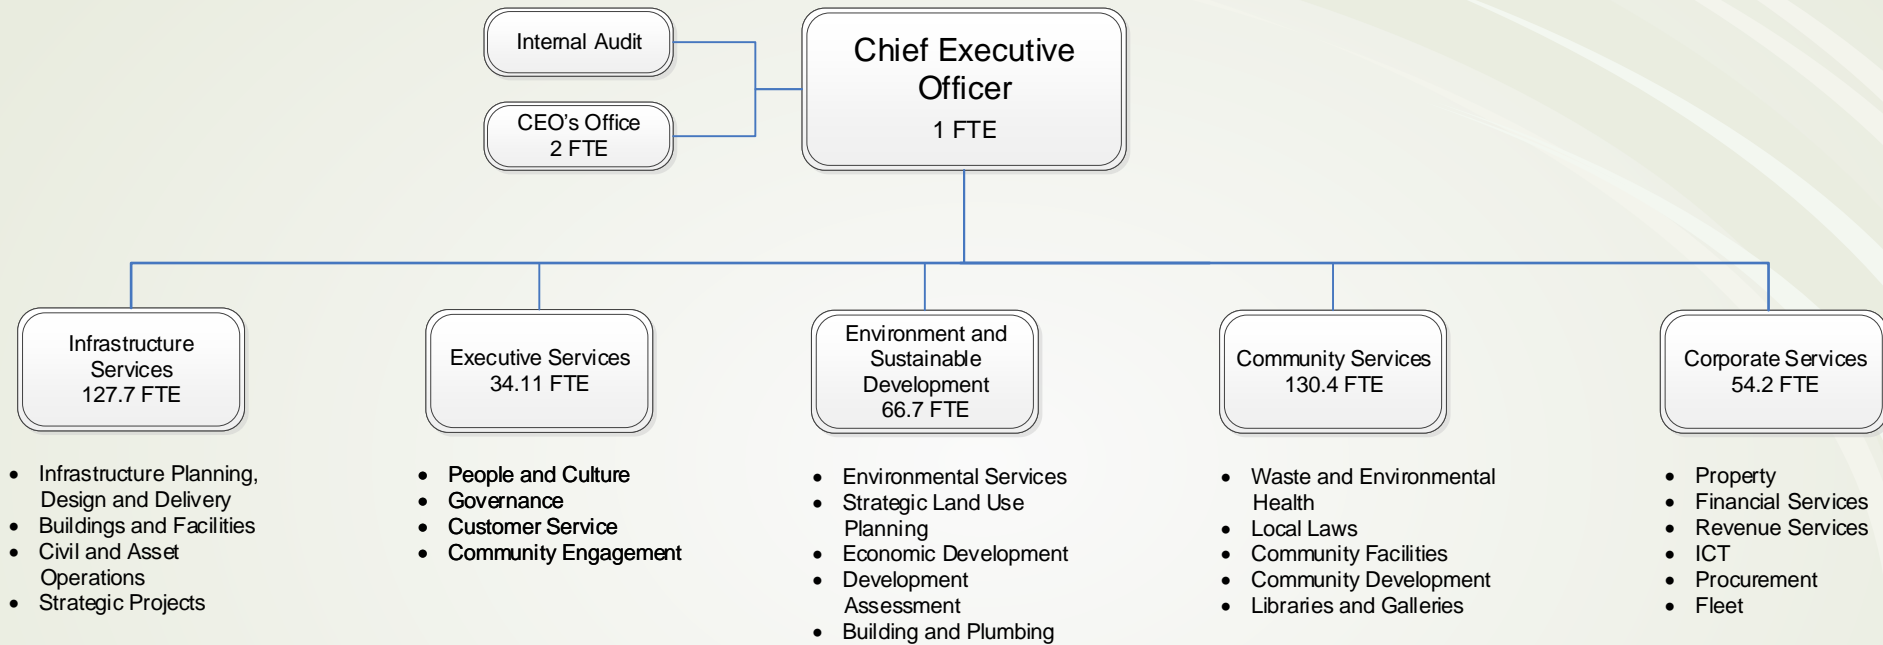 Internal Audit
CEO's Office
2 FTE
Chief Executive
Officer
1 FTE
Infrastructure
Services
127.7 FTE
Executive Services
34.11 FTE
Environment and
Sustainable
Development
66.7 FTE
Community Services
130.4 FTE
Corporate Services
54.2 FTE
• Infrastructure Planning,
Design and Delivery
• Buildings and Facilities
• Civil and Asset
Operations
• Strategic Projects
• People and Culture
• Governance
• Customer Service
• Community Engagement
• Environmental Services
• Strategic Land Use
Planning
• Economic Development
• Development
Assessment
• Building and Plumbing
• Waste and Environmental
Health
• Local Laws
• Community Facilities
• Community Development
• Libraries and Galleries
• Property
• Financial Services
• Revenue Services
• ICT
• Procurement
• Fleet